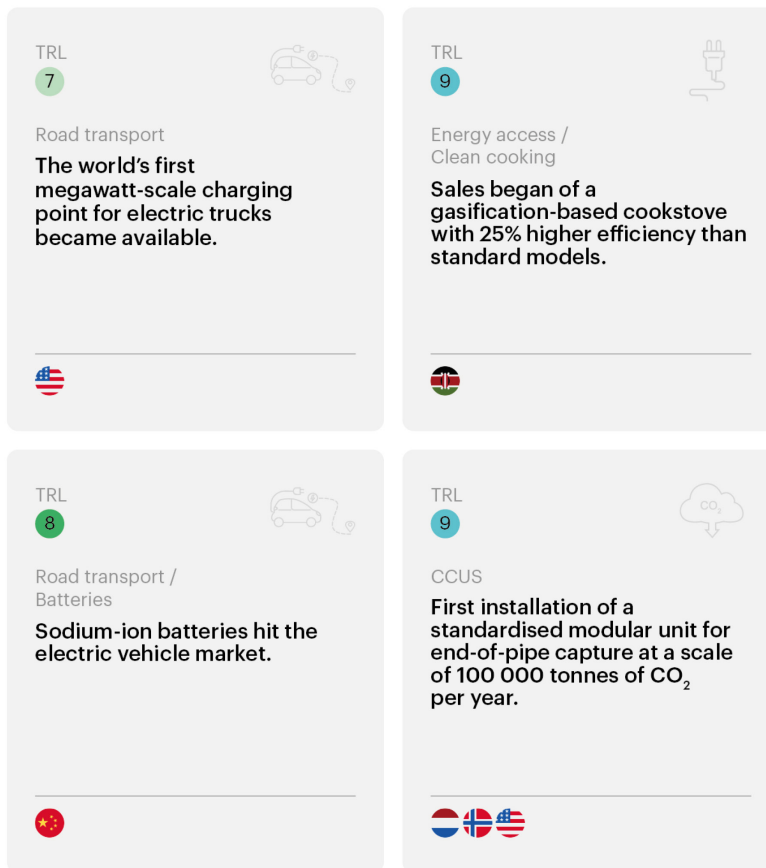 TRL
7
Road transport
The world's first
megawatt-scale charging
point for electric trucks
became available.
TRL
9
Energy access /
Clean cooking
Sales began of a
gasification-based cookstove
with 25% higher efficiency than
standard models.
TRL
8
Road transport /
Batteries
Sodium-ion batteries hit the
electric vehicle market.
TRL
9
CO₂
CCUS
First installation of a
standardised modular unit for
end-of-pipe capture at a scale
of 100 000 tonnes of CO₂
per year.